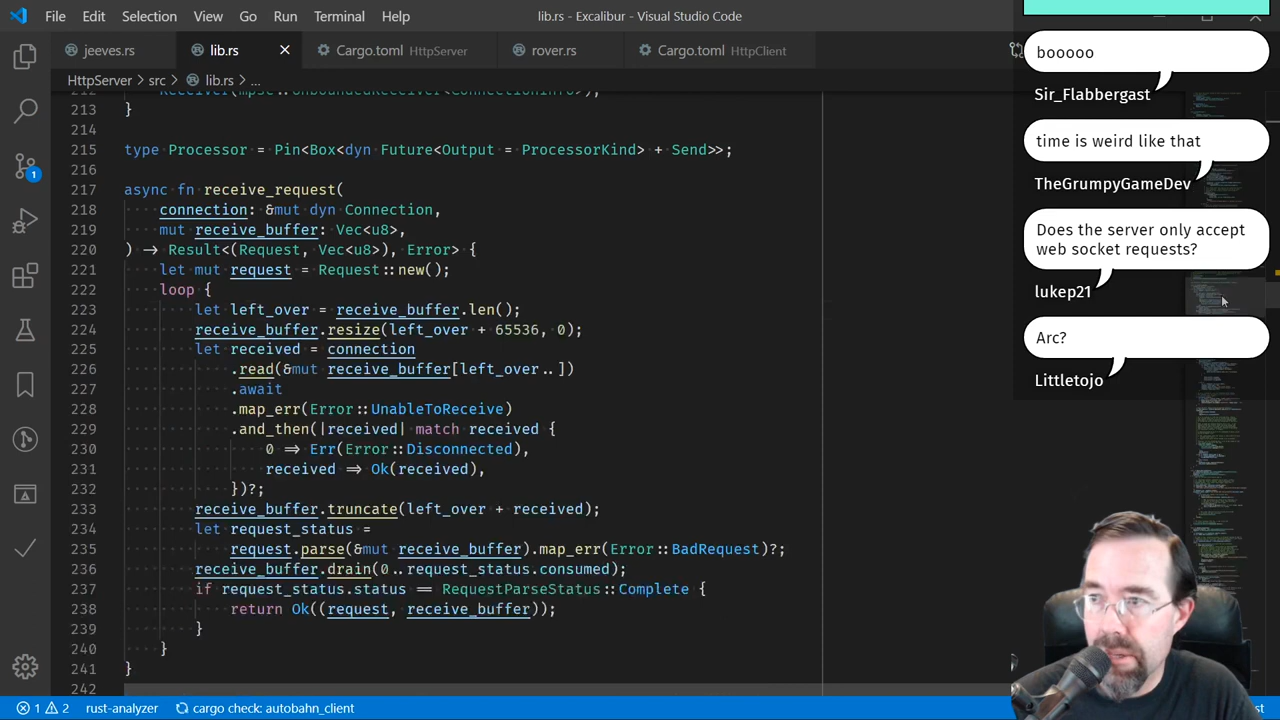 File Edit Selection View Go Run Terminal Help
lib.rs - Excalibur - Visual Studio Code
jeeves.rs
lib.rs
Cargo.toml HttpServer
rover.rs
Cargo.toml HttpClient
HttpServer > src > lib.rs > ...
212 Receiver(mpsc::UnboundedReceiver<ConnectionInfo>),
213 }
214
215 type Processor = Pin<Box<dyn Future<Output = ProcessorKind> + Send>>;
216
217 async fn receive_request(
218 connection: &mut dyn Connection,
219 mut receive_buffer: Vec<u8>,
220 ) -> Result<(Request, Vec<u8>), Error> {
221 let mut request = Request::new();
222 loop {
223 let left_over = receive_buffer.len();
224 receive_buffer.resize(left_over + 65536, 0);
225 let received = connection
226 .read(&mut receive_buffer[left_over..])
227 .await
228 .map_err(Error::UnableToReceive)
229 .and_then(|received| match received {
230 0 => Err(Error::Disconnected),
231 received => Ok(received),
232 })?;
233 receive_buffer.truncate(left_over + received);
234 let request_status =
235 request.parse(&mut receive_buffer).map_err(Error::BadRequest)?;
236 receive_buffer.drain(0..request_status.consumed);
237 if request_status.status == RequestParseStatus::Complete {
238 return Ok((request, receive_buffer));
239 }
240 }
241 }
242
booooo
Sir_Flabbergast
time is weird like that
TheGrumpyGameDev
Does the server only accept
web socket requests?
lukep21
Arc?
Littletojo
1
1 2 rust-analyzer cargo check: autobahn_client